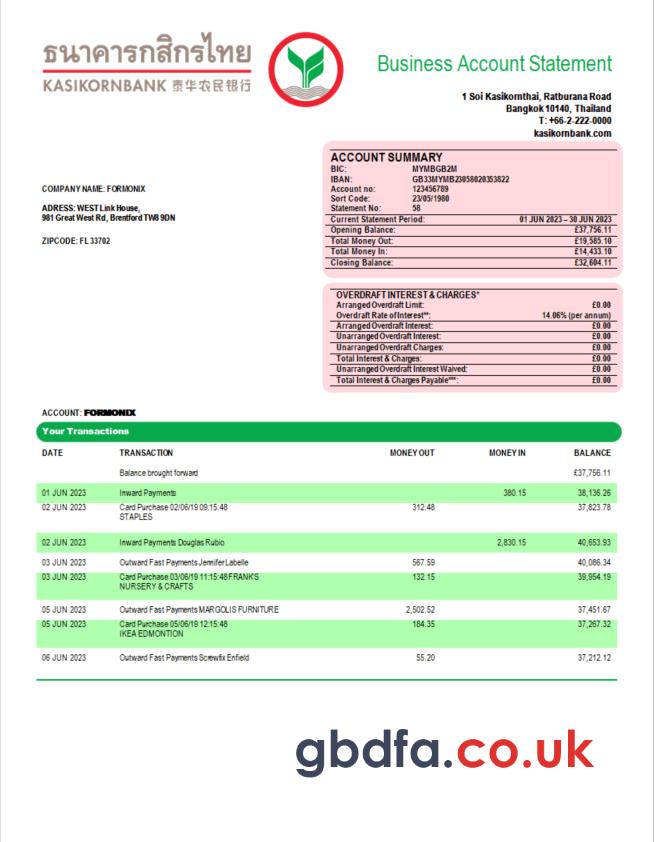 ธนาคารกสิกรไทย
KASIKORNBANK 泰华农民银行
Business Account Statement
1 Soi Kasikornthai, Ratburana Road
Bangkok 10140, Thailand
T: +66-2-222-0000
kasikornbank.com
ACCOUNT SUMMARY
BIC: MYMBGB2M
IBAN: GB33MYMB23058020353822
Account no: 123456789
Sort Code: 23/05/1980
Statement No: 58
Current Statement Period: 01 JUN 2023 – 30 JUN 2023
Opening Balance: £37,756.11
Total Money Out: £19,585.10
Total Money In: £14,433.10
Closing Balance: £32,604.11
COMPANY NAME: FORMONIX
ADRESS: WEST Link House,
981 Great West Rd, Brentford TW8 9DN
ZIPCODE: FL 33702
OVERDRAFT INTEREST & CHARGES*
Arranged Overdraft Limit: £0.00
Overdraft Rate of Interest**: 14.06% (per annum)
Arranged Overdraft Interest: £0.00
Unarranged Overdraft Interest: £0.00
Unarranged Overdraft Charges: £0.00
Total Interest & Charges: £0.00
Unarranged Overdraft Interest Waived: £0.00
Total Interest & Charges Payable***: £0.00
ACCOUNT: FORMONIX
Your Transactions
DATE TRANSACTION MONEY OUT MONEY IN BALANCE
Balance brought forward £37,756.11
01 JUN 2023 Inward Payments 380.15 38,136.26
02 JUN 2023 Card Purchase 02/06/19 09:15:48 312.48 37,823.78
STAPLES
02 JUN 2023 Inward Payments Douglas Rubio 2,830.15 40,653.93
03 JUN 2023 Outward Fast Payments Jennifer Labelle 567.59 40,086.34
03 JUN 2023 Card Purchase 03/06/19 11:15:48 FRANKS 132.15 39,954.19
NURSERY & CRAFTS
05 JUN 2023 Outward Fast Payments MARGOLIS FURNITURE 2,502.52 37,451.67
05 JUN 2023 Card Purchase 05/06/19 12:15:48 184.35 37,267.32
IKEA EDMONTION
06 JUN 2023 Outward Fast Payments Screwfix Enfield 55.20 37,212.12
gbdfa.co.uk